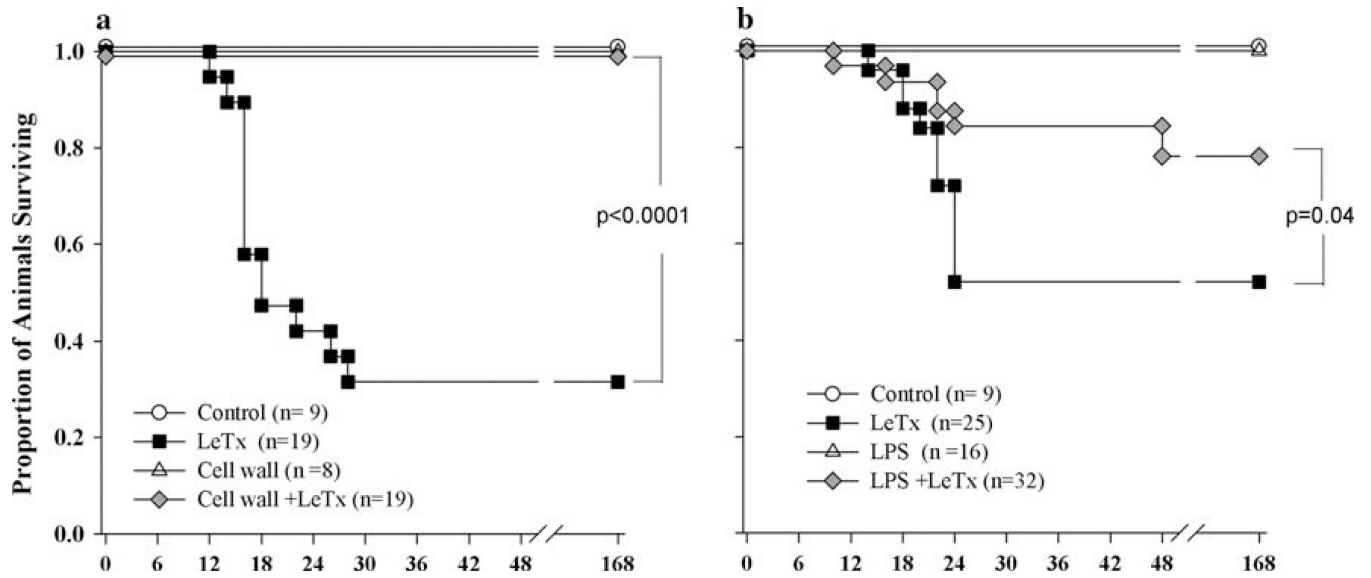 a
Proportion of Animals Surviving
1.0
0.8
0.6
0.4
0.2
0.0
p<0.0001
Control (n= 9)
LeTx (n=19)
Cell wall (n =8)
Cell wall +LeTx (n=19)
0 6 12 18 24 30 36 42 48 168
b
p=0.04
Control (n= 9)
LeTx (n=25)
LPS (n =16)
LPS +LeTx (n=32)
0 6 12 18 24 30 36 42 48 168